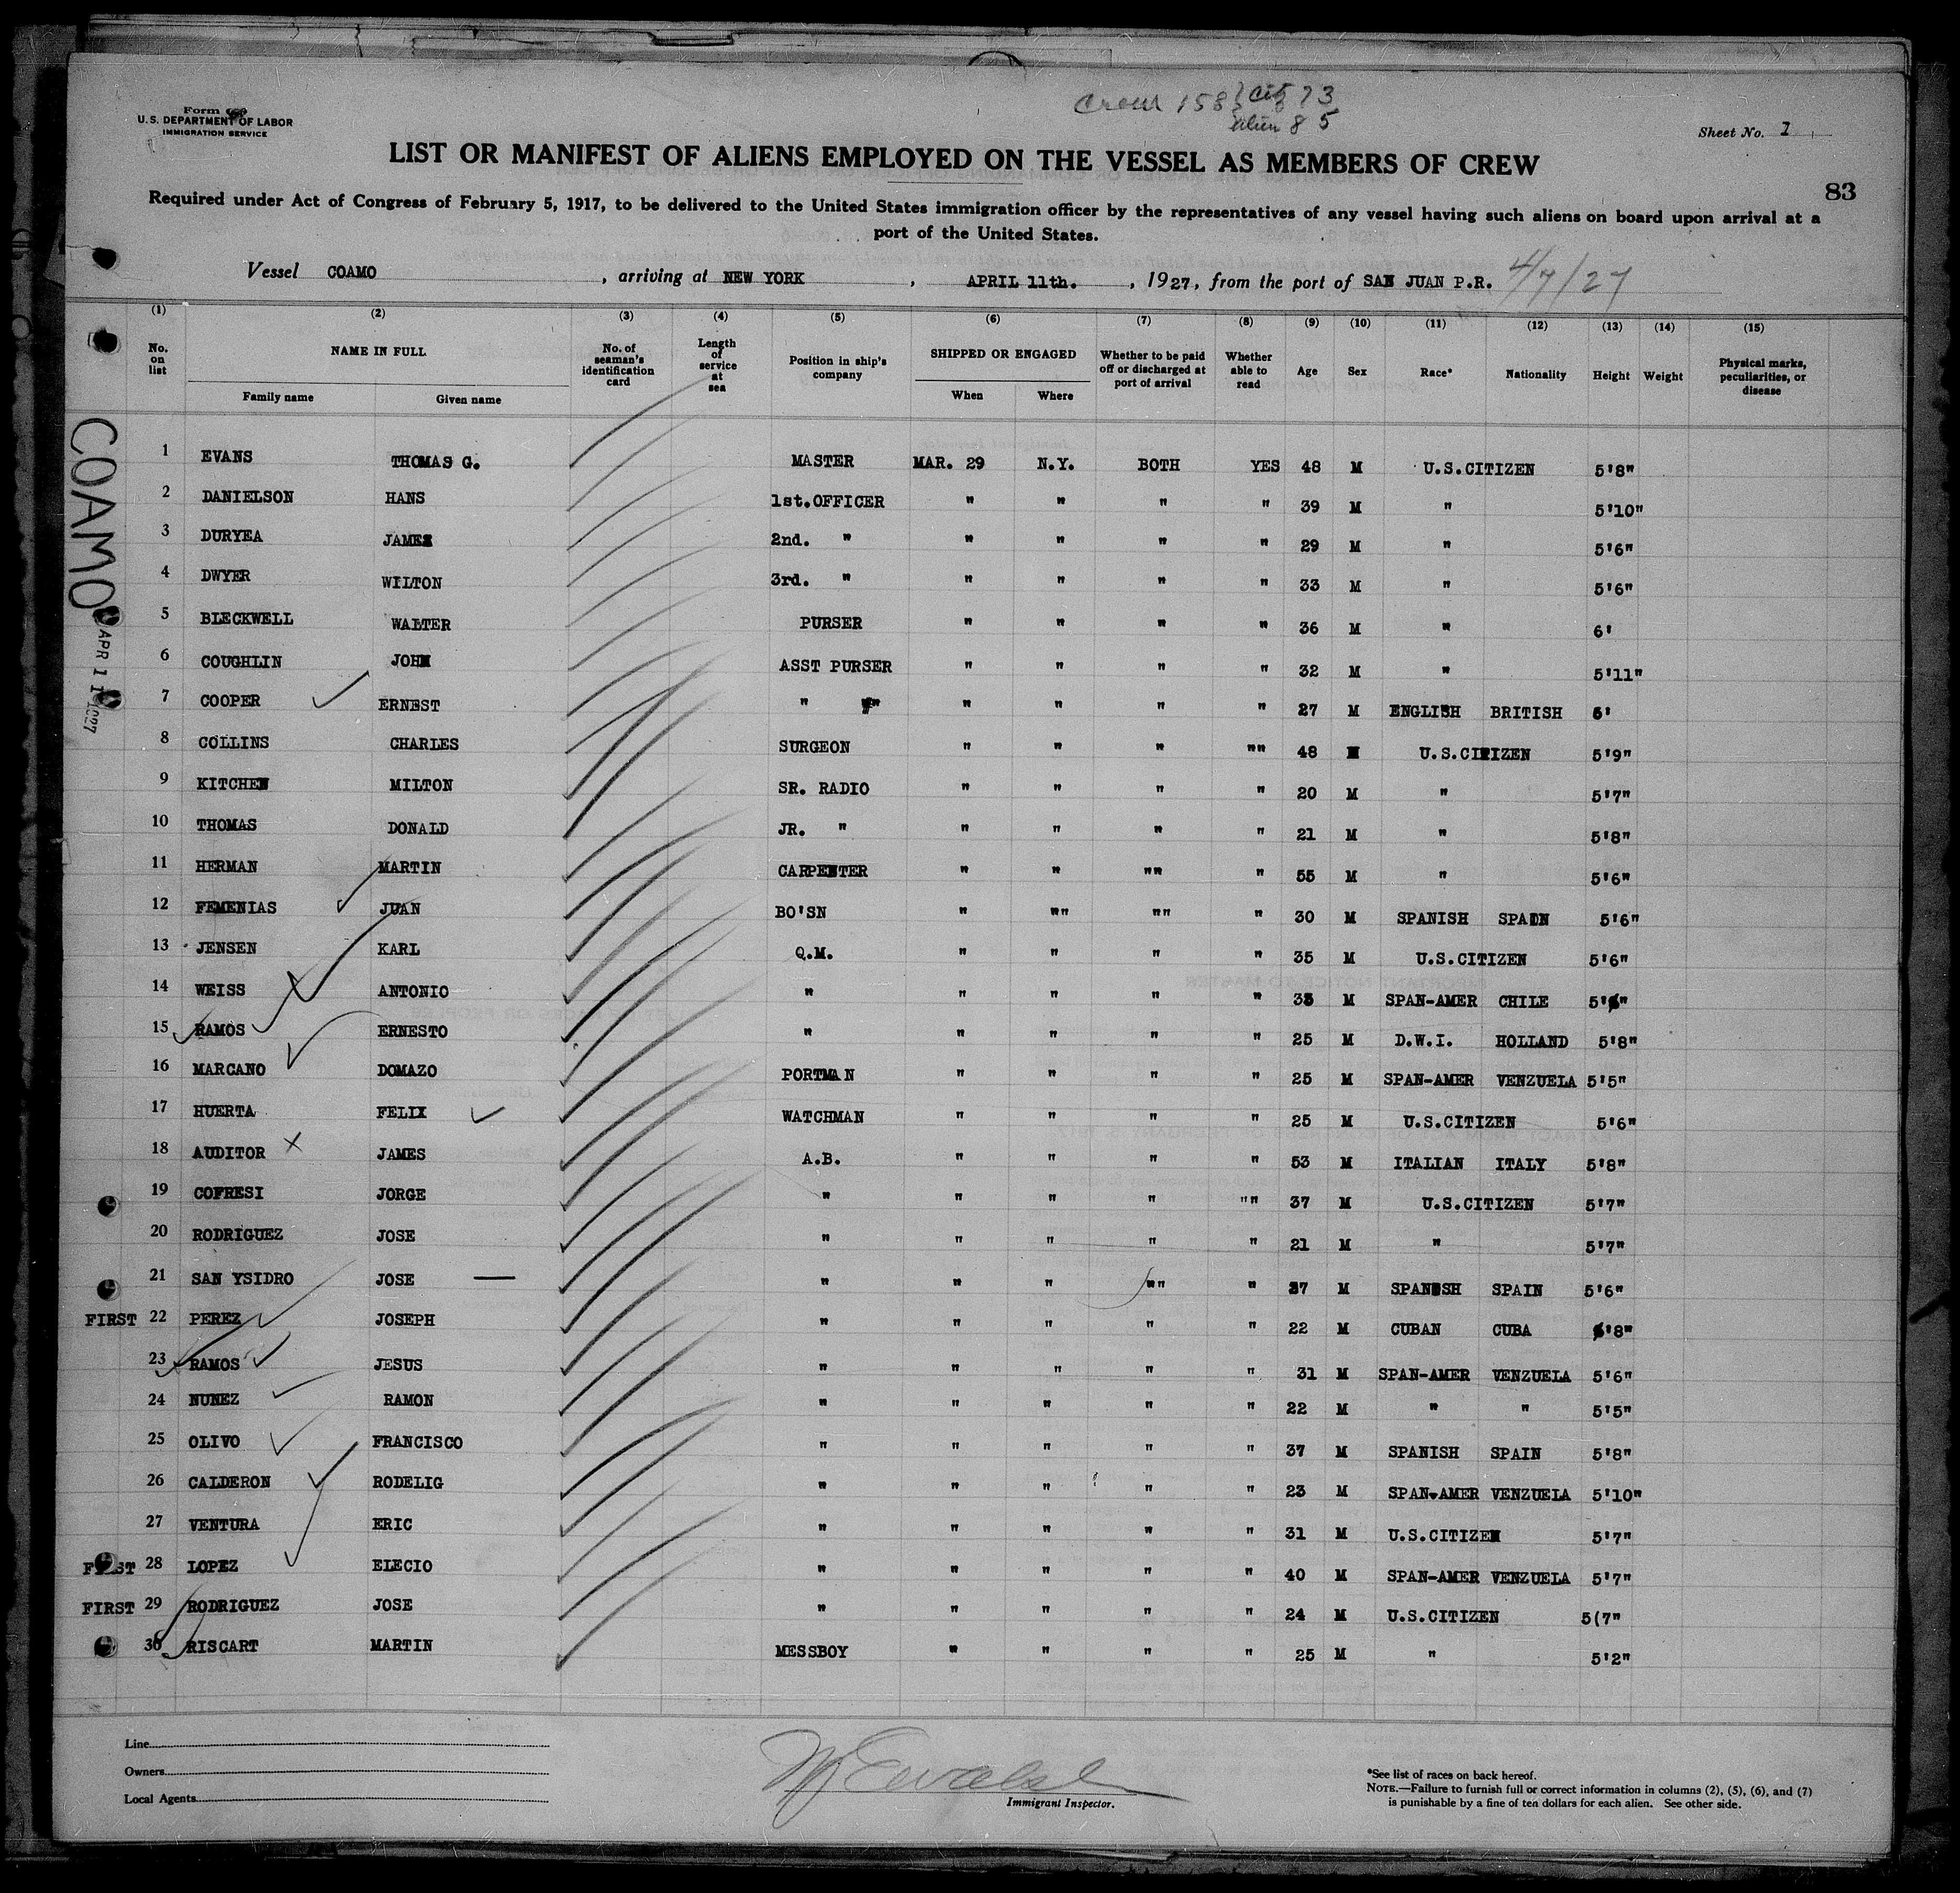 Form
U.S. DEPARTMENT OF LABOR
IMMIGRATION SERVICE
Crew 158 { cit 73
alien 85
Sheet No. 1
LIST OR MANIFEST OF ALIENS EMPLOYED ON THE VESSEL AS MEMBERS OF CREW
83
Required under Act of Congress of February 5, 1917, to be delivered to the United States immigration officer by the representatives of any vessel having such aliens on board upon arrival at a
port of the United States.
Vessel COAMO, arriving at NEW YORK, APRIL 11th., 1927, from the port of SAN JUAN P.R. 4/7/27
(1) (2) (3) (4) (5) (6) (7) (8) (9) (10) (11) (12) (13) (14) (15)
No. on list NAME IN FULL Family name Given name No. of seaman's identification card Length of service at sea Position in ship's company SHIPPED OR ENGAGED When Where Whether to be paid off or discharged at port of arrival Whether able to read Age Sex Race* Nationality Height Weight Physical marks, peculiarities, or disease
COAMO
APR 11 1927
1 EVANS THOMAS G. MASTER MAR. 29 N.Y. BOTH YES 48 M U.S.CITIZEN 5'8"
2 DANIELSON HANS 1st.OFFICER " " " " 39 M " 5'10"
3 DURYEA JAMES 2nd. " " " " " 29 M " 5'6"
4 DWYER WILTON 3rd. " " " " " 33 M " 5'6"
5 BLECKWELL WALTER PURSER " " " " 36 M " 6'
6 COUGHLIN JOHN ASST PURSER " " " " 32 M " 5'11"
7 COOPER ERNEST " " " " " " 27 M ENGLISH BRITISH 6'
8 COLLINS CHARLES SURGEON " " " "" 48 M U.S.CITIZEN 5'9"
9 KITCHEN MILTON SR. RADIO " " " " 20 M " 5'7"
10 THOMAS DONALD JR. " " " " " 21 M " 5'8"
11 HERMAN MARTIN CARPENTER " " "" " 55 M " 5'6"
12 FEMENIAS JUAN BO'SN " "" "" " 30 M SPANISH SPAIN 5'6"
13 JENSEN KARL Q.M. " " " " 35 M U.S.CITIZEN 5'6"
14 WEISS ANTONIO " " " " " 33 M SPAN-AMER CHILE 5'6"
15 RAMOS ERNESTO " " " " " 25 M D.W.I. HOLLAND 5'8"
16 MARCANO DOMAZO PORTMAN " " " " 25 M SPAN-AMER VENZUELA 5'5"
17 HUERTA FELIX WATCHMAN " " " " 25 M U.S.CITIZEN 5'6"
18 AUDITOR X JAMES A.B. " " " " 53 M ITALIAN ITALY 5'8"
19 COFRESI JORGE " " " " "" 37 M U.S.CITIZEN 5'7"
20 RODRIGUEZ JOSE " " " " " 21 M " 5'7"
21 SAN YSIDRO JOSE — " " " "" " 37 M SPANISH SPAIN 5'6"
FIRST 22 PEREZ JOSEPH " " " " " 22 M CUBAN CUBA 5'8"
23 RAMOS JESUS " " " " " 31 M SPAN-AMER VENZUELA 5'6"
24 NUNEZ RAMON " " " " " 22 M " " 5'5"
25 OLIVO FRANCISCO " " " " " 37 M SPANISH SPAIN 5'8"
26 CALDERON RODELIG " " " " " 23 M SPAN-AMER VENZUELA 5'10"
27 VENTURA ERIC " " " " " 31 M U.S.CITIZEN 5'7"
FIRST 28 LOPEZ ELECIO " " " " " 40 M SPAN-AMER VENZUELA 5'7"
FIRST 29 RODRIGUEZ JOSE " " " " " 24 M U.S.CITIZEN 5(7"
30 RISCART MARTIN MESSBOY " " " " 25 M " 5'2"
Line
Owners
Local Agents
Immigrant Inspector.
*See list of races on back hereof.
NOTE.—Failure to furnish full or correct information in columns (2), (5), (6), and (7)
is punishable by a fine of ten dollars for each alien. See other side.